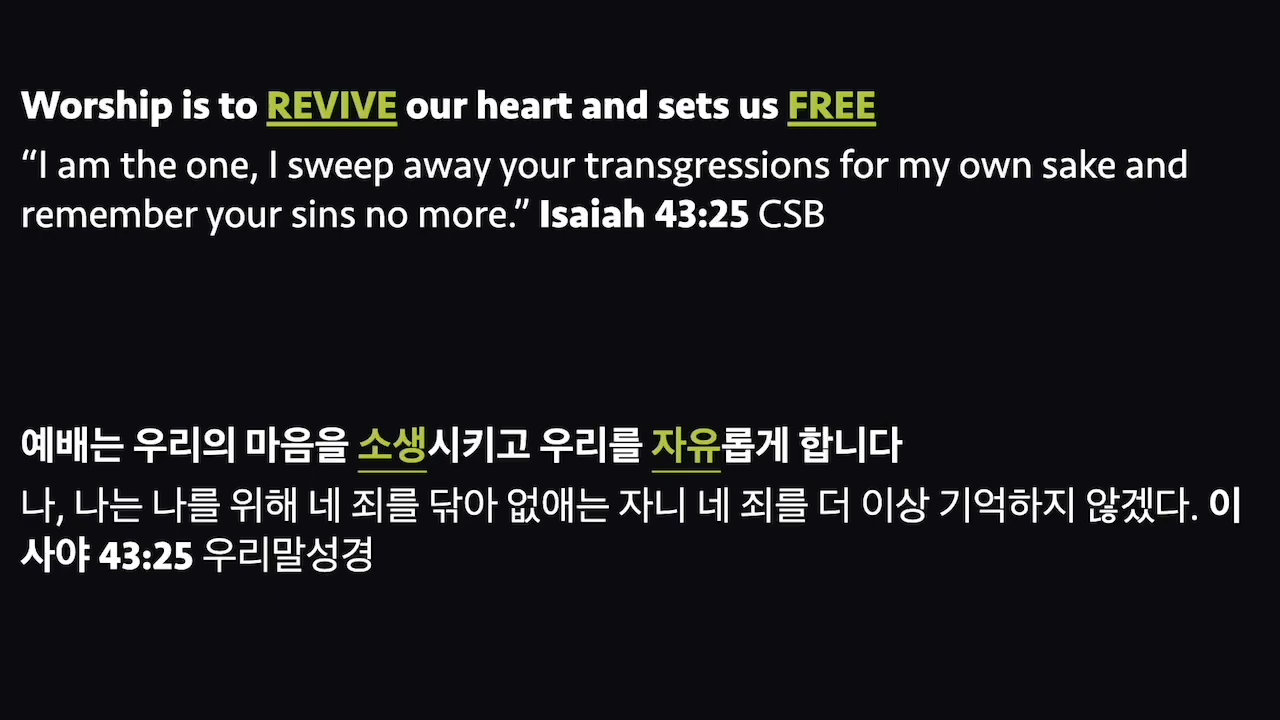 Worship is to REVIVE our heart and sets us FREE
“I am the one, I sweep away your transgressions for my own sake and
remember your sins no more.” Isaiah 43:25 CSB
예배는 우리의 마음을 소생시키고 우리를 자유롭게 합니다
나, 나는 나를 위해 네 죄를 닦아 없애는 자니 네 죄를 더 이상 기억하지 않겠다. 이
사야 43:25 우리말성경